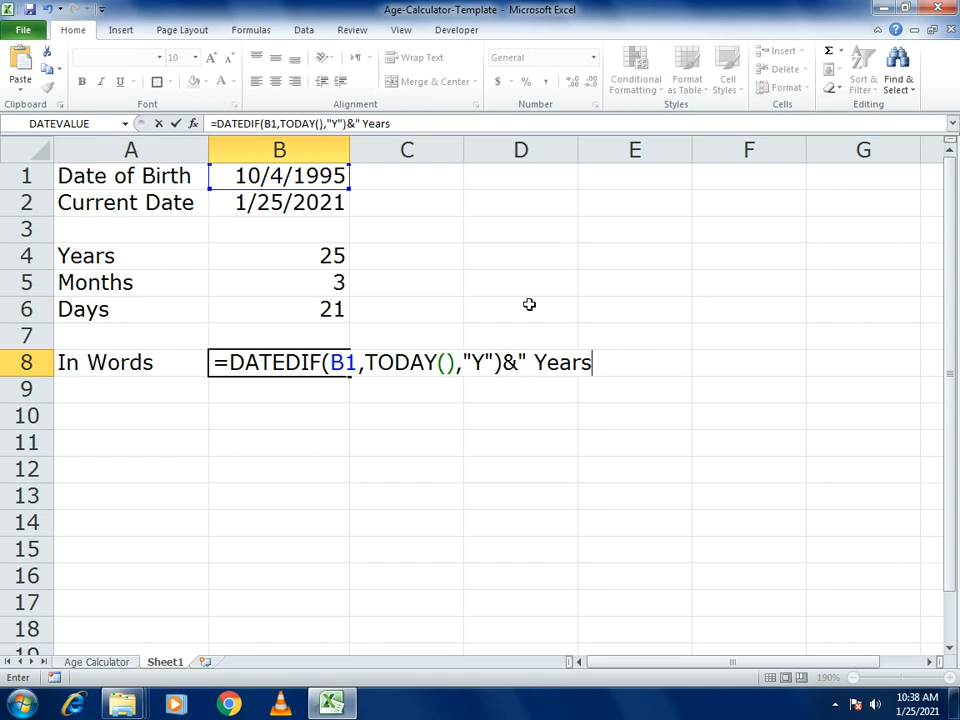 Age-Calculator-Template - Microsoft Excel
File Home Insert Page Layout Formulas Data Review View Developer
Paste
10
B I U A
Wrap Text
Merge & Center
General
$ % ,
Conditional Formatting
Format as Table
Cell Styles
Insert
Delete
Format
Σ
Sort & Filter
Find & Select
Clipboard Font Alignment Number Styles Cells Editing
DATEVALUE fx =DATEDIF(B1,TODAY(),"Y")&" Years
A B C D E F G
1 Date of Birth 10/4/1995
2 Current Date 1/25/2021
3
4 Years 25
5 Months 3
6 Days 21
7
8 In Words =DATEDIF(B1,TODAY(),"Y")&" Years
9
10
11
12
13
14
15
16
17
18
19
Age Calculator Sheet1
Enter 190%
10:38 AM
1/25/2021